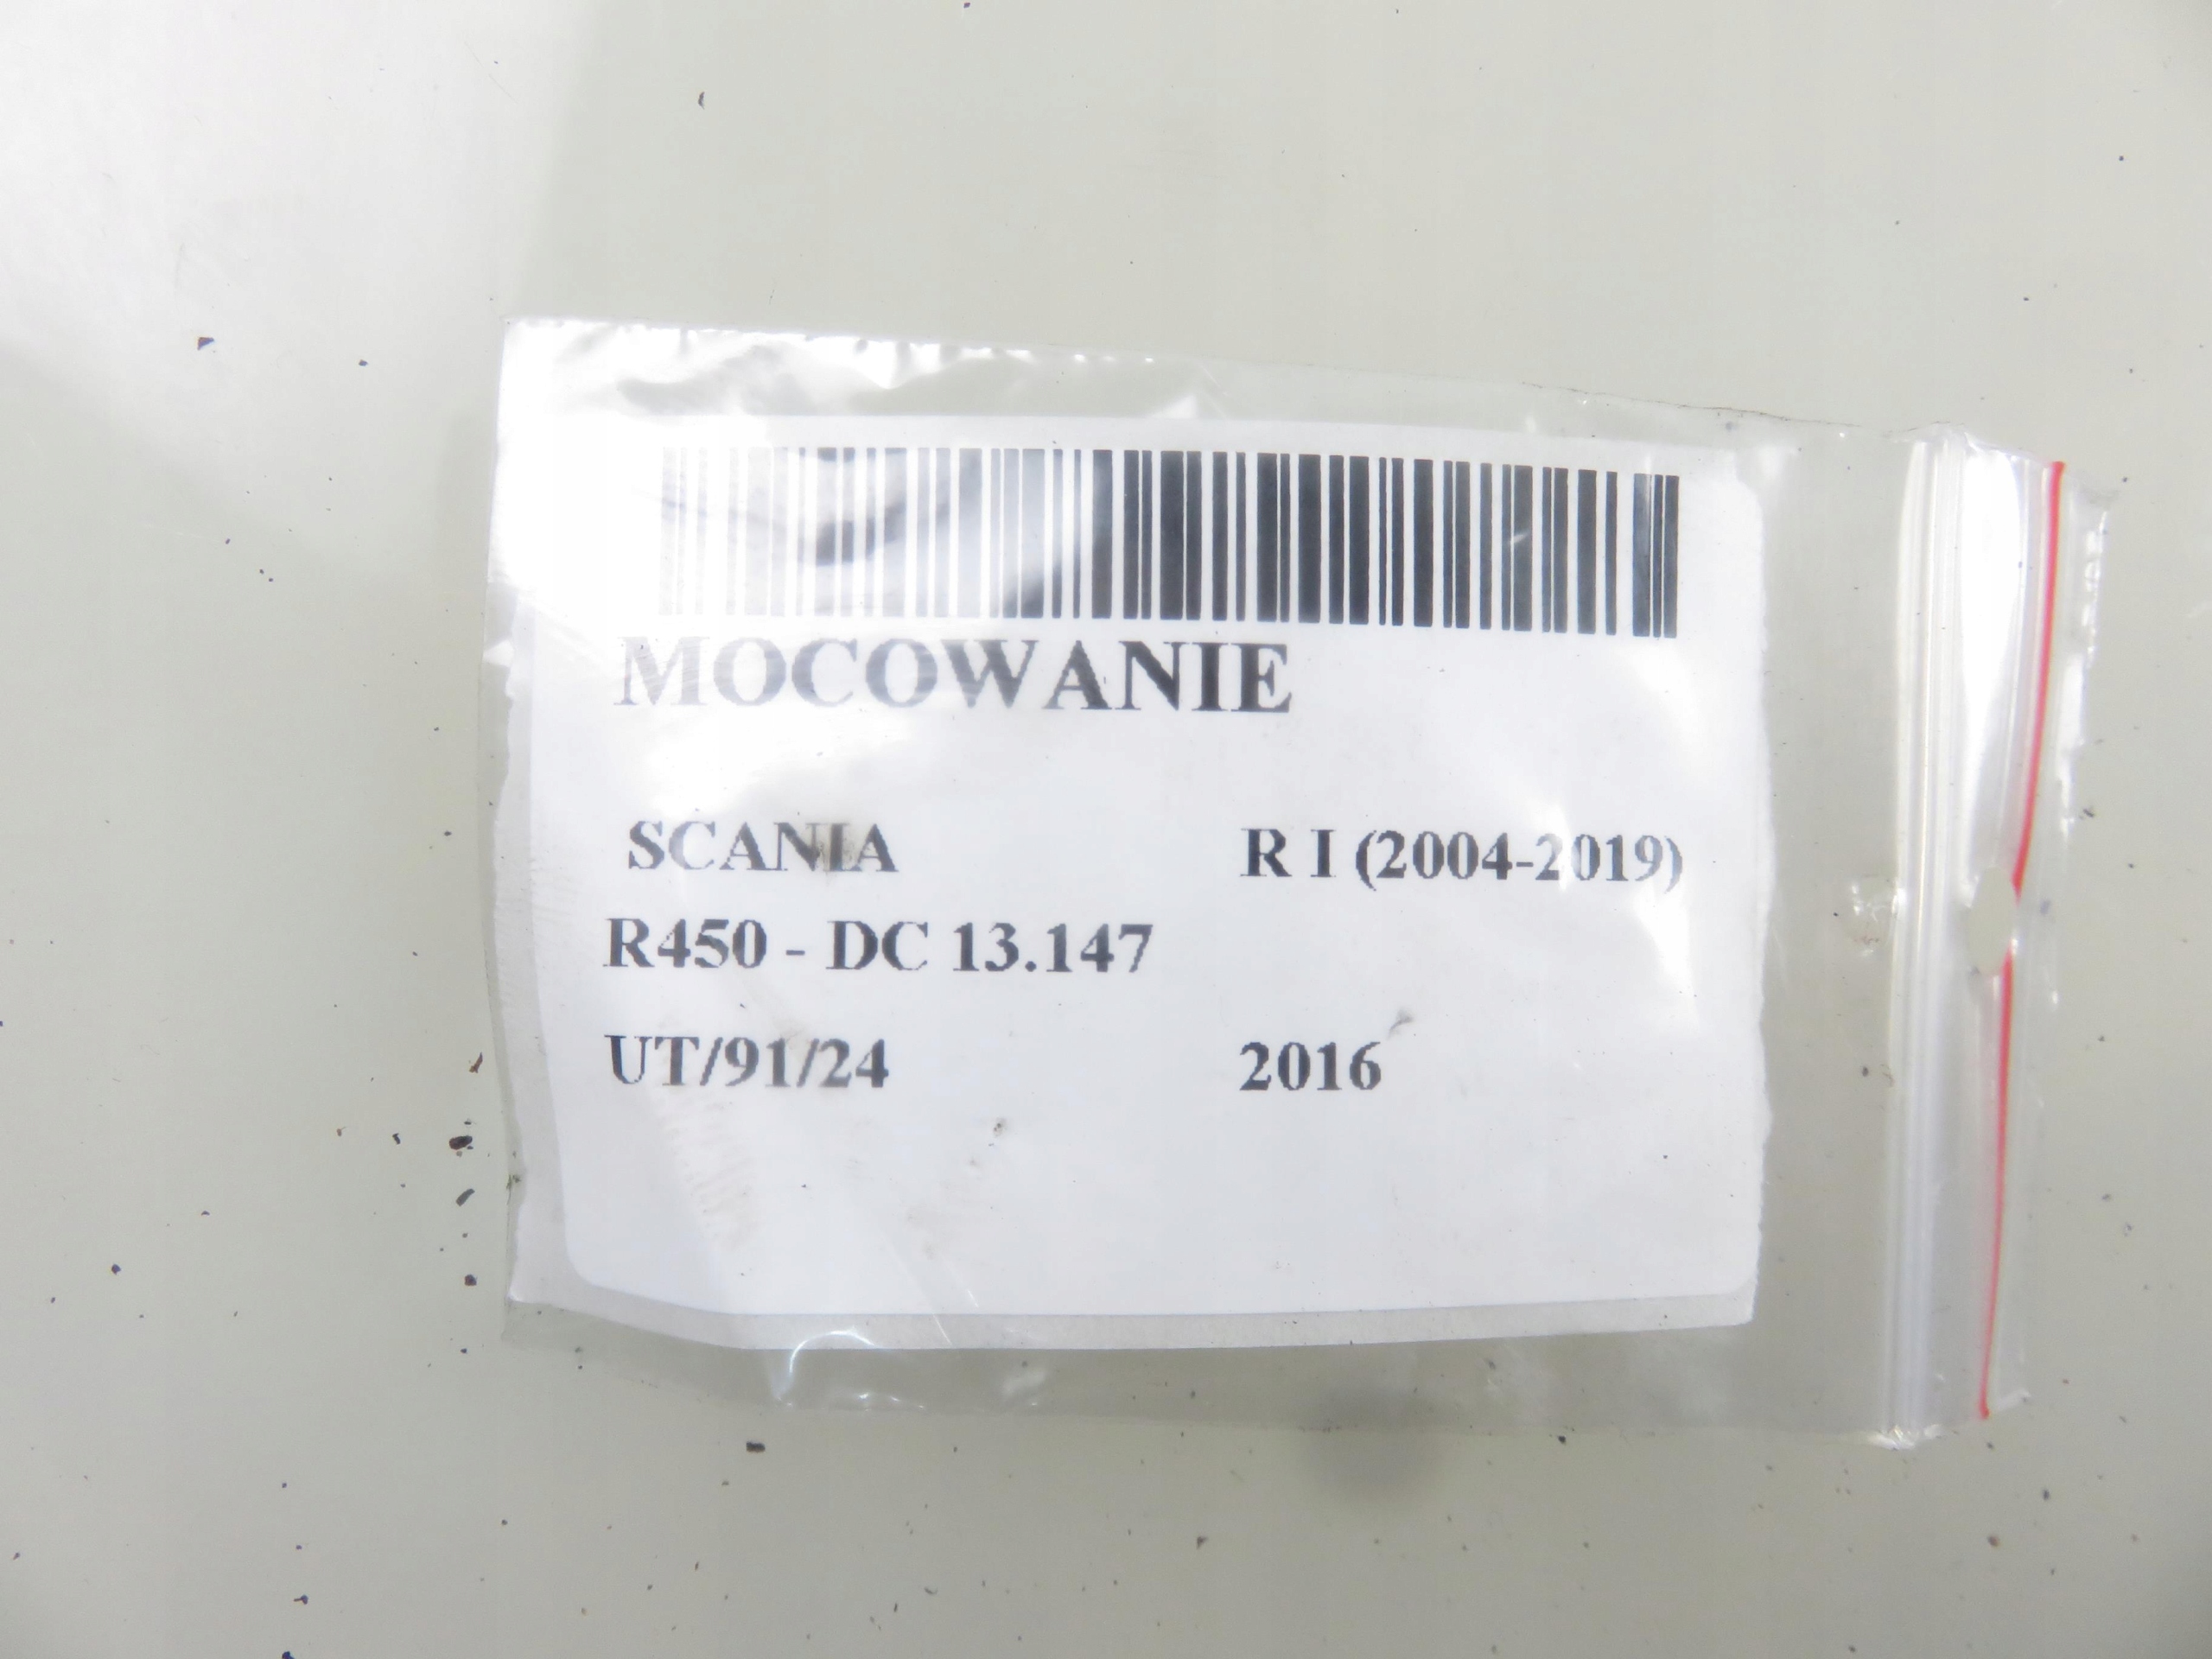 MOCOWANIE
SCANIA R I (2004-2019)
R450 - DC 13.147
UT/91/24 2016